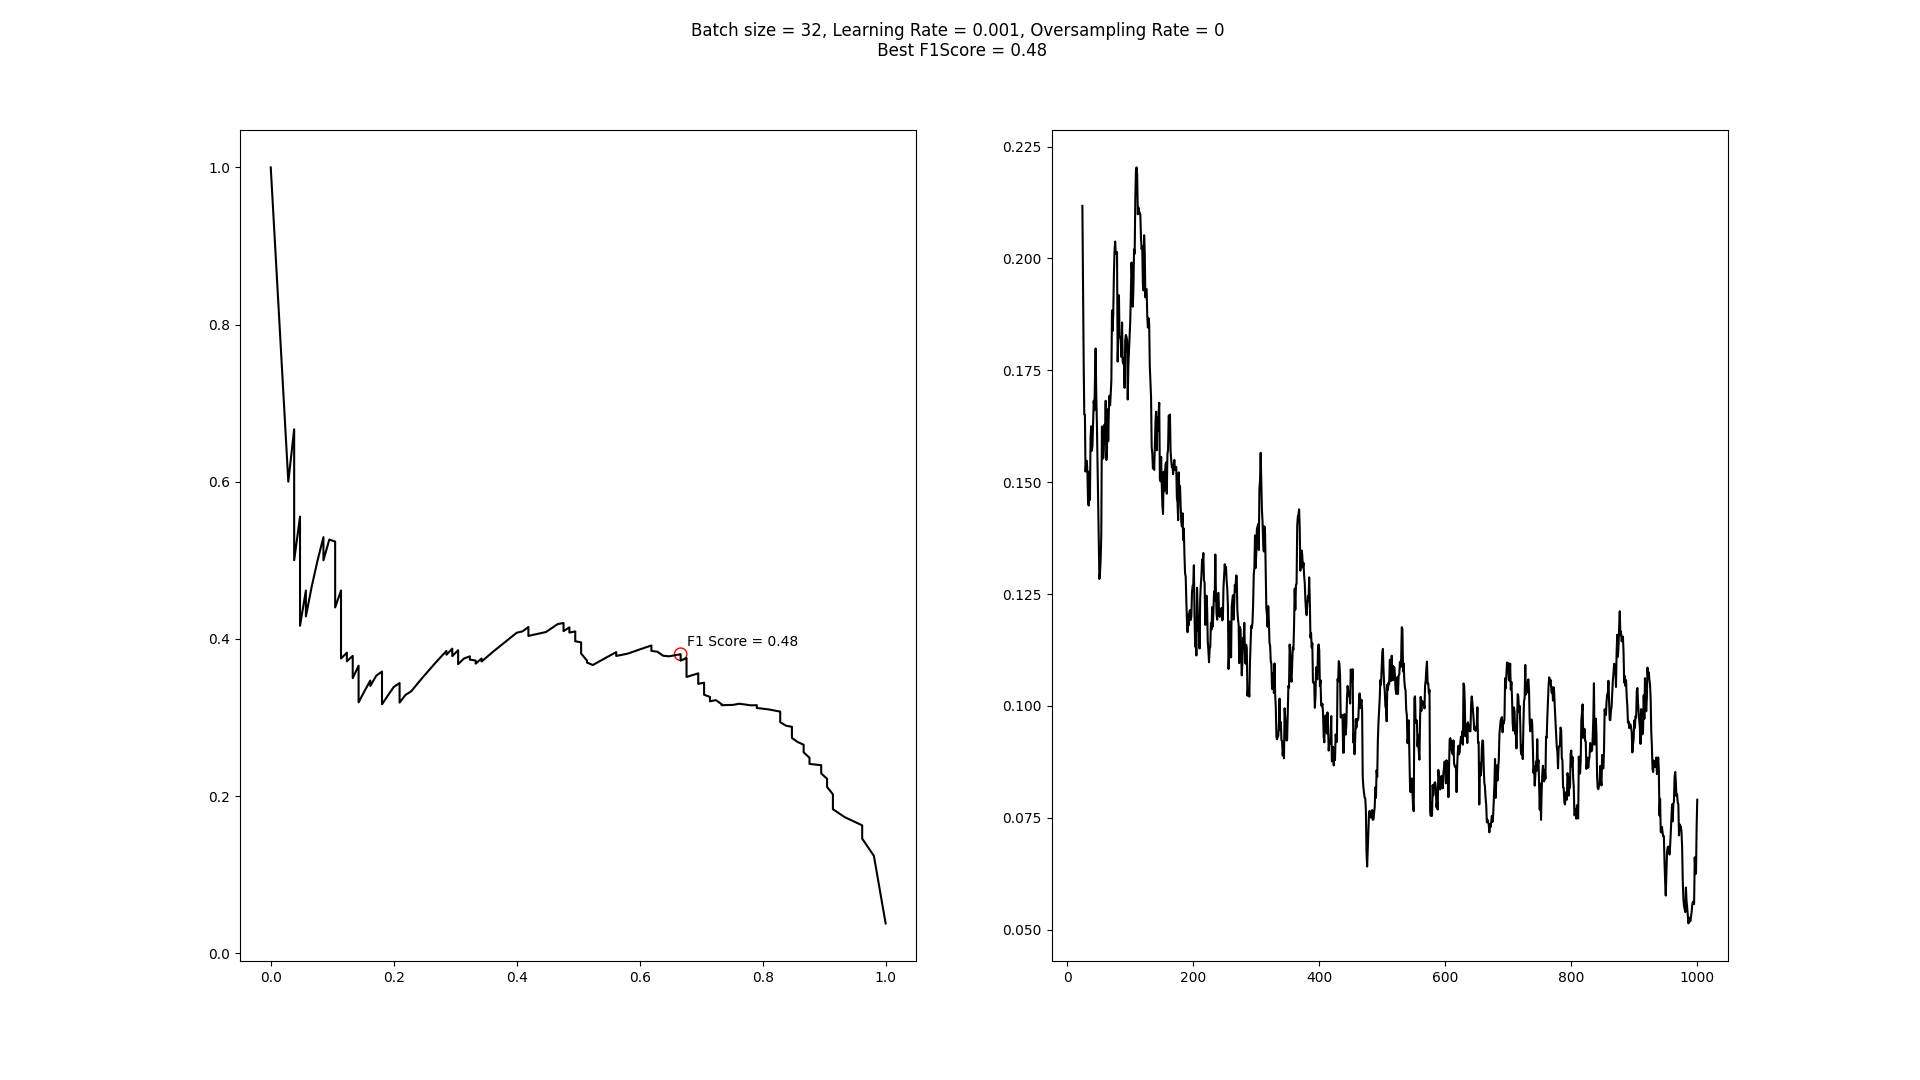 Batch size = 32, Learning Rate = 0.001, Oversampling Rate = 0
Best F1Score = 0.48
1.0
0.8
0.6
0.4
0.2
0.0
F1 Score = 0.48
0.0 0.2 0.4 0.6 0.8 1.0
0.225
0.200
0.175
0.150
0.125
0.100
0.075
0.050
0 200 400 600 800 1000